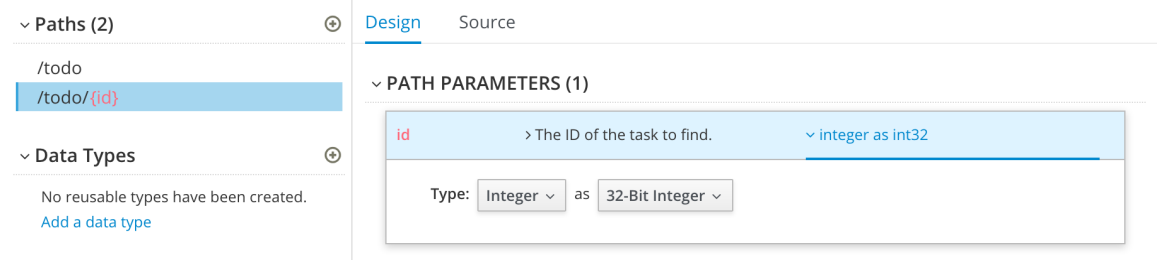 Paths (2)
/todo
/todo/{id}
Data Types
No reusable types have been created.
Add a data type
Design Source
PATH PARAMETERS (1)
id The ID of the task to find. integer as int32
Type: Integer as 32-Bit Integer